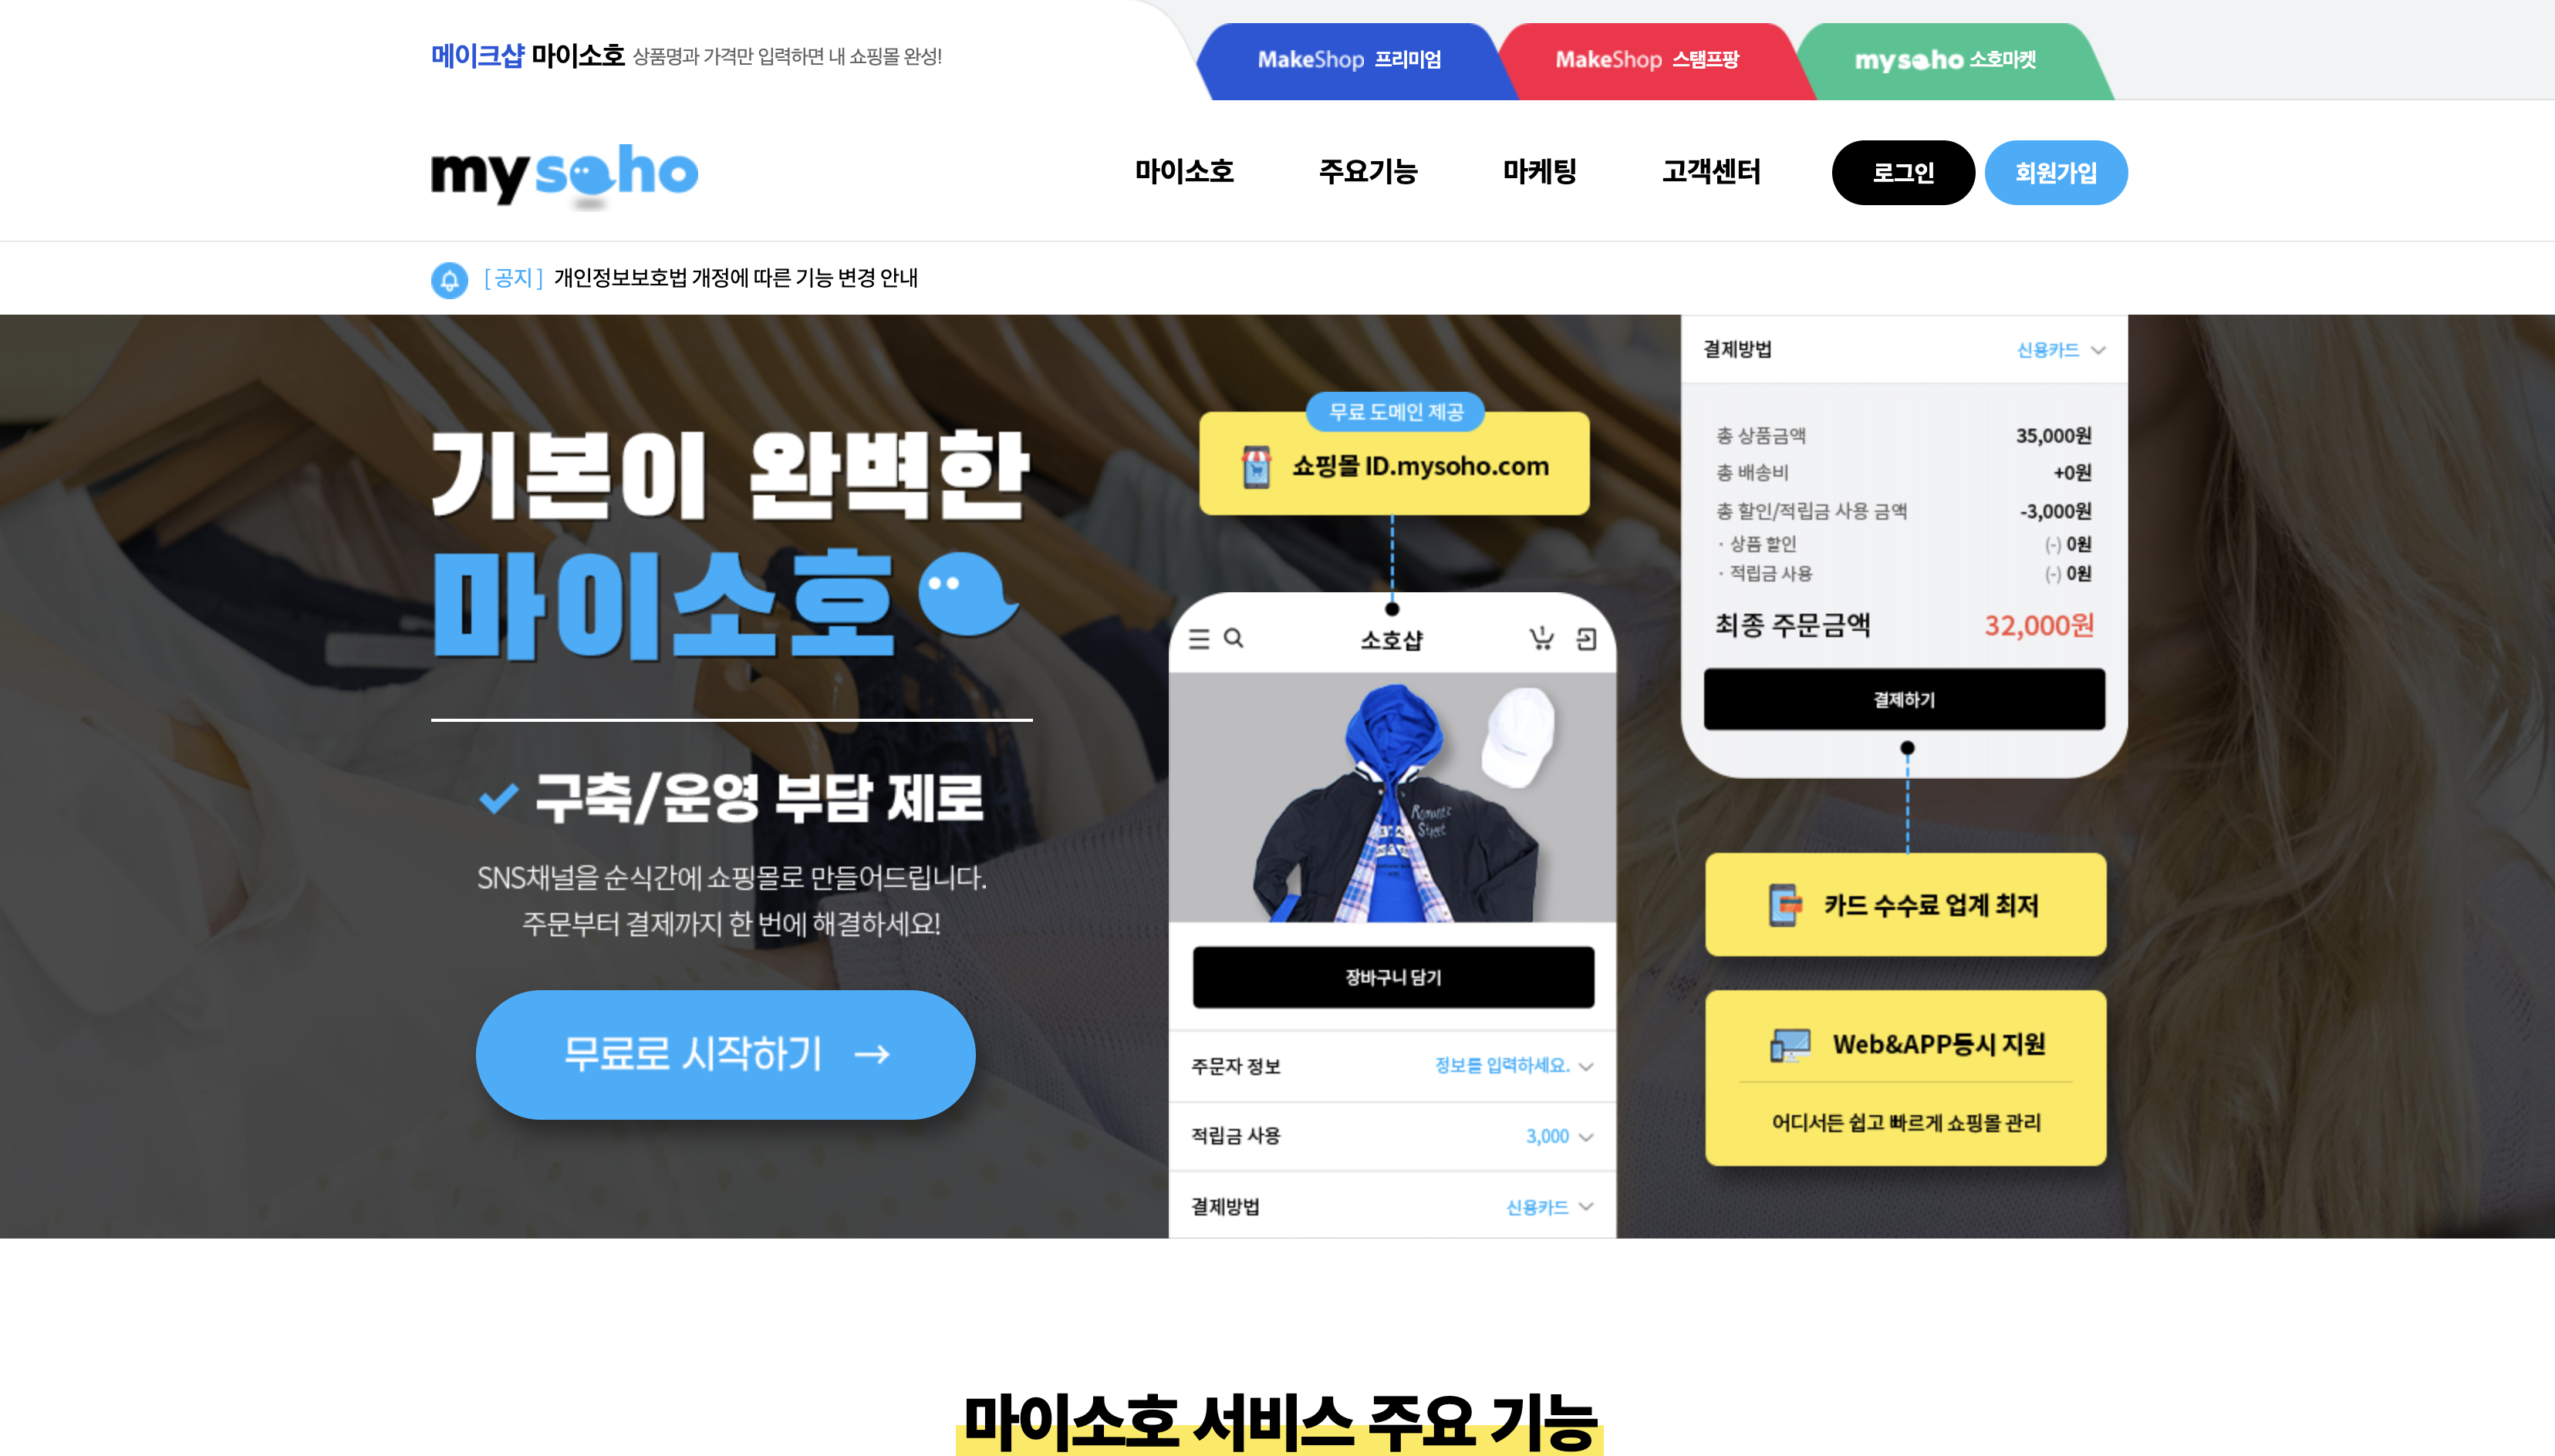 메이크샵 마이소호 상품명과 가격만 입력하면 내 쇼핑몰 완성!
MakeShop 프리미엄
MakeShop 스탬프팡
mysoho 소호마켓
mysoho
마이소호
주요기능
마케팅
고객센터
로그인
회원가입
[ 공지 ] 개인정보보호법 개정에 따른 기능 변경 안내
기본이 완벽한
마이소호
구축/운영 부담 제로
SNS채널을 순식간에 쇼핑몰로 만들어드립니다.
주문부터 결제까지 한 번에 해결하세요!
무료로 시작하기 →
무료 도메인 제공
쇼핑몰 ID.mysoho.com
소호샵
1
Romantic
Street
장바구니 담기
주문자 정보 정보를 입력하세요.
적립금 사용 3,000
결제방법 신용카드
결제방법 신용카드
총 상품금액 35,000원
총 배송비 +0원
총 할인/적립금 사용 금액 -3,000원
· 상품 할인 (-) 0원
· 적립금 사용 (-) 0원
최종 주문금액 32,000원
결제하기
카드 수수료 업계 최저
Web&APP동시 지원
어디서든 쉽고 빠르게 쇼핑몰 관리
마이소호 서비스 주요 기능